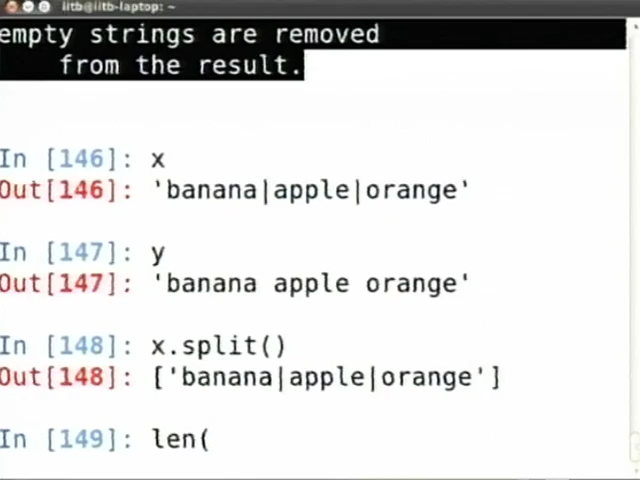 iitb@iitb-laptop: ~
empty strings are removed
from the result.
In [146]: x
Out[146]: 'banana|apple|orange'
In [147]: y
Out[147]: 'banana apple orange'
In [148]: x.split()
Out[148]: ['banana|apple|orange']
In [149]: len(